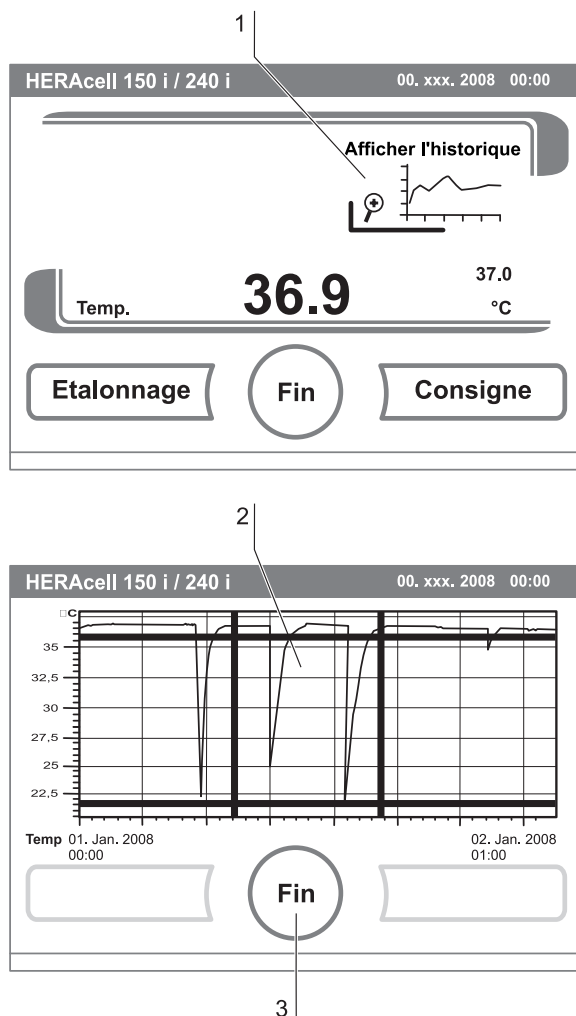 1
HERAcell 150 i / 240 i 00. xxx. 2008 00:00
Afficher l'historique
Temp. 36.9 37.0 °C
Etalonnage Fin Consigne
2
HERAcell 150 i / 240 i 00. xxx. 2008 00:00
□C
35
32,5
30
27,5
25
22,5
Temp 01. Jan. 2008 02. Jan. 2008
00:00 01:00
Fin
3